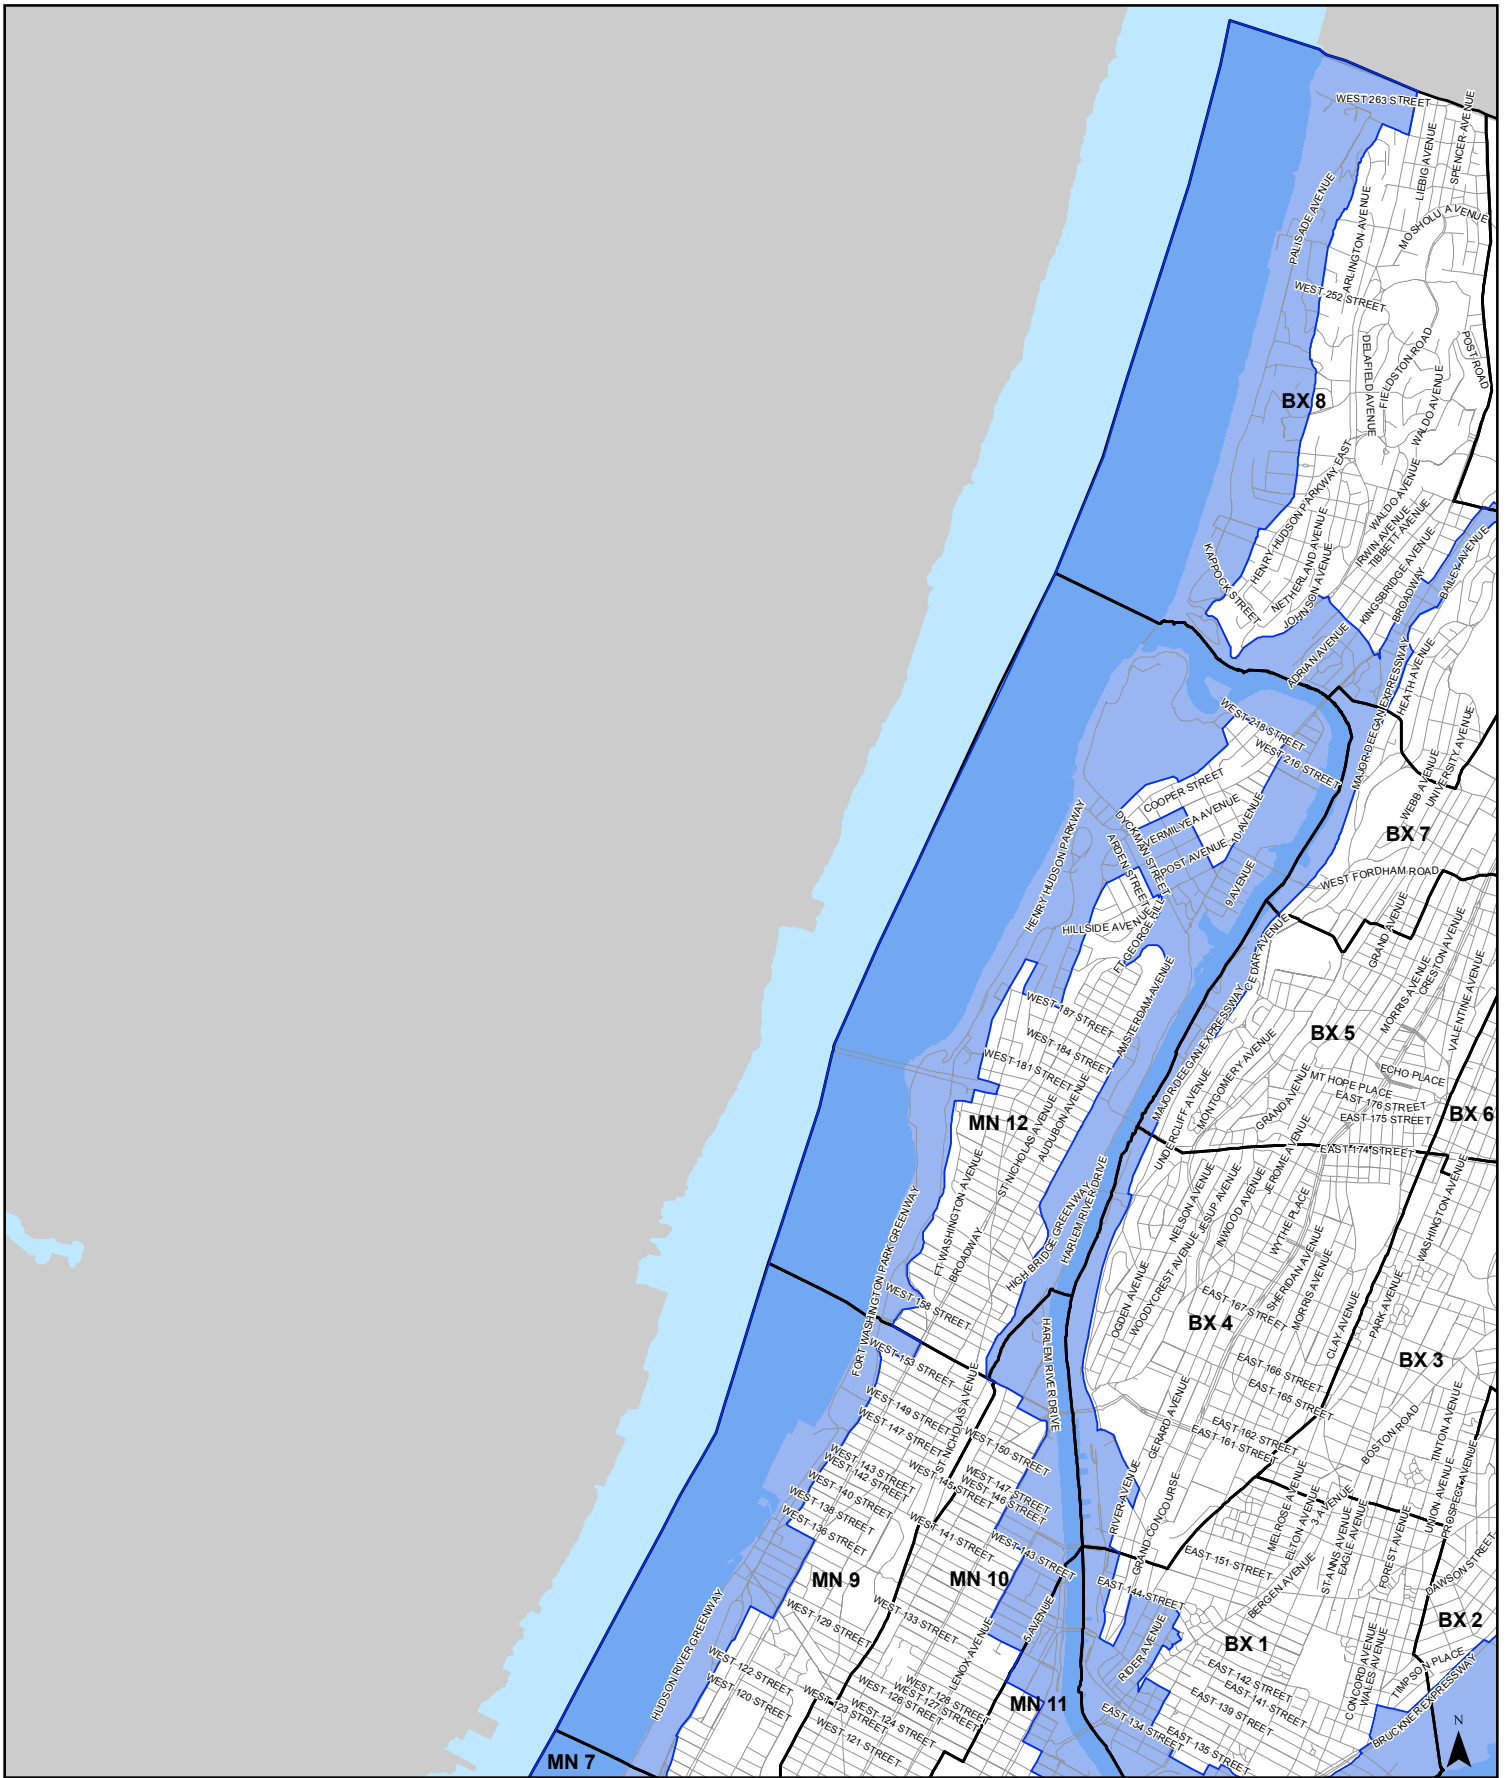 WEST 263 STREET
SPENCER AVENUE
LIEBIG AVENUE
PALISADE AVENUE
ARLINGTON AVENUE
MOSHOLU AVENUE
WEST 252 STREET
DELAFIELD AVENUE
FIELDSTON ROAD
POST ROAD
WALDO AVENUE
BX 8
HENRY HUDSON PARKWAY EAST
WALDO AVENUE
IRWIN AVENUE
TIBBETT AVENUE
KAPPOCK STREET
NETHERLAND AVENUE
JOHNSON AVENUE
KINGSBRIDGE AVENUE
BROADWAY
BAILEY AVENUE
ADRIAN AVENUE
MAJOR DEEGAN EXPRESSWAY
HEATH AVENUE
WEST 218 STREET
WEST 216 STREET
WEBB AVENUE
UNIVERSITY AVENUE
COOPER STREET
HENRY HUDSON PARKWAY
DYCKMAN STREET
VERMILYEA AVENUE
10 AVENUE
BX 7
ARDEN STREET
POST AVENUE
9 AVENUE
WEST FORDHAM ROAD
HILLSIDE AVENUE
FT GEORGE HILL
CEDAR AVENUE
GRAND AVENUE
CRESTON AVENUE
MORRIS AVENUE
VALENTINE AVENUE
WEST 187 STREET
AMSTERDAM AVENUE
WEST 184 STREET
WEST 181 STREET
MAJOR DEEGAN EXPRESSWAY
BX 5
UNDERCLIFF AVENUE
MONTGOMERY AVENUE
ECHO PLACE
MT HOPE PLACE
EAST 176 STREET
EAST 175 STREET
GRAND AVENUE
BX 6
MN 12
ST NICHOLAS AVENUE
AUDUBON AVENUE
EAST 174 STREET
JEROME AVENUE
FT WASHINGTON AVENUE
BROADWAY
NELSON AVENUE
JESUP AVENUE
INWOOD AVENUE
WYTHE PLACE
WASHINGTON AVENUE
FORT WASHINGTON PARK GREENWAY
HIGH BRIDGE GREENWAY
HARLEM RIVER DRIVE
OGDEN AVENUE
WOODYCREST AVENUE
SHERIDAN AVENUE
MORRIS AVENUE
EAST 167 STREET
CLAY AVENUE
PARK AVENUE
WEST 158 STREET
BX 4
BX 3
WEST 153 STREET
HARLEM RIVER DRIVE
EAST 166 STREET
EAST 165 STREET
WEST 149 STREET
WEST 147 STREET
ST NICHOLAS AVENUE
WEST 150 STREET
GERARD AVENUE
EAST 162 STREET
EAST 161 STREET
BOSTON ROAD
TINTON AVENUE
WEST 143 STREET
WEST 142 STREET
WEST 145 STREET
WEST 147 STREET
WEST 146 STREET
WEST 140 STREET
WEST 138 STREET
WEST 136 STREET
WEST 141 STREET
WEST 143 STREET
RIVER AVENUE
GRAND CONCOURSE
MELROSE AVENUE
ELTON AVENUE
3 AVENUE
UNION AVENUE
PROSPECT AVENUE
MN 9
MN 10
EAST 151 STREET
ST ANNS AVENUE
EAGLE AVENUE
FOREST AVENUE
DAWSON STREET
EAST 144 STREET
BERGEN AVENUE
HUDSON RIVER GREENWAY
WEST 129 STREET
WEST 133 STREET
LENOX AVENUE
5 AVENUE
RIDER AVENUE
BX 1
BX 2
WEST 122 STREET
WEST 120 STREET
WEST 128 STREET
WEST 127 STREET
WEST 126 STREET
WEST 124 STREET
WEST 123 STREET
WEST 121 STREET
MN 11
EAST 142 STREET
EAST 141 STREET
EAST 139 STREET
CONCORD AVENUE
WALES AVENUE
TIMPSON PLACE
BRUCKNER EXPRESSWAY
EAST 134 STREET
EAST 135 STREET
N
MN 7